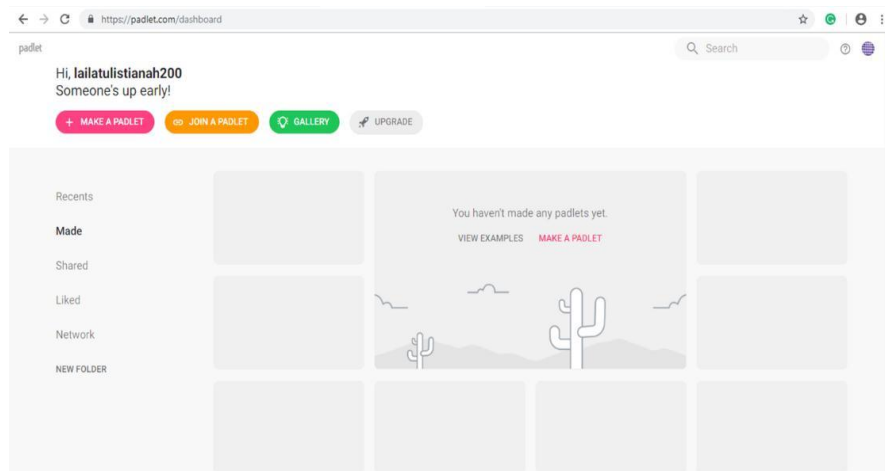 https://padlet.com/dashboard
padlet
Search
Hi, lailatulistianah200
Someone's up early!
+ MAKE A PADLET
JOIN A PADLET
GALLERY
UPGRADE
Recents
Made
Shared
Liked
Network
NEW FOLDER
You haven't made any padlets yet.
VIEW EXAMPLES MAKE A PADLET